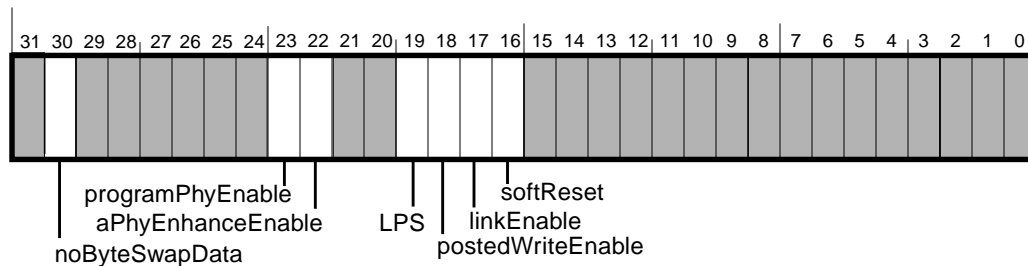 31 30 29 28 27 26 25 24 23 22 21 20 19 18 17 16 15 14 13 12 11 10 9 8 7 6 5 4 3 2 1 0
programPhyEnable softReset
aPhyEnhanceEnable LPS linkEnable
noByteSwapData postedWriteEnable